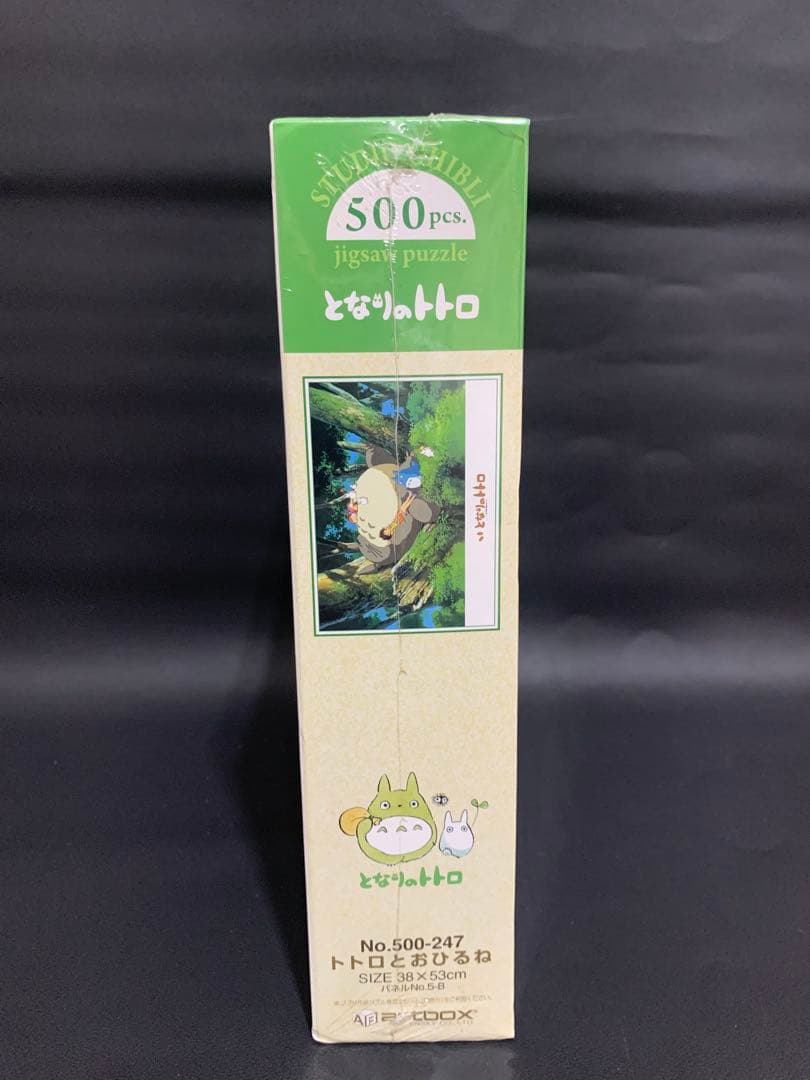 STUDIO GHIBLI
500pcs.
jigsaw puzzle
となりのトトロ
となりのトトロ
No.500-247
トトロとおひるね
SIZE 38×53cm
パネルNo.5-B
artbox